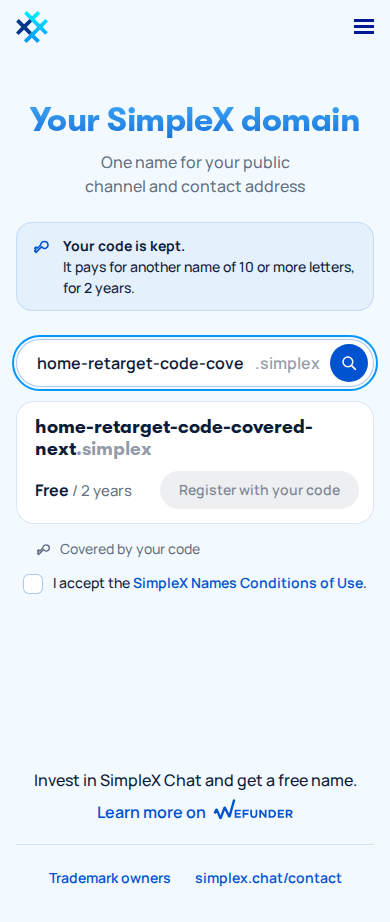 Your SimpleX domain
One name for your public
channel and contact address
Your code is kept.
It pays for another name of 10 or more letters,
for 2 years.
home-retarget-code-cove .simplex
home-retarget-code-covered-
next.simplex
Free / 2 years Register with your code
Covered by your code
I accept the SimpleX Names Conditions of Use.
Invest in SimpleX Chat and get a free name.
Learn more on WEFUNDER
Trademark owners simplex.chat/contact